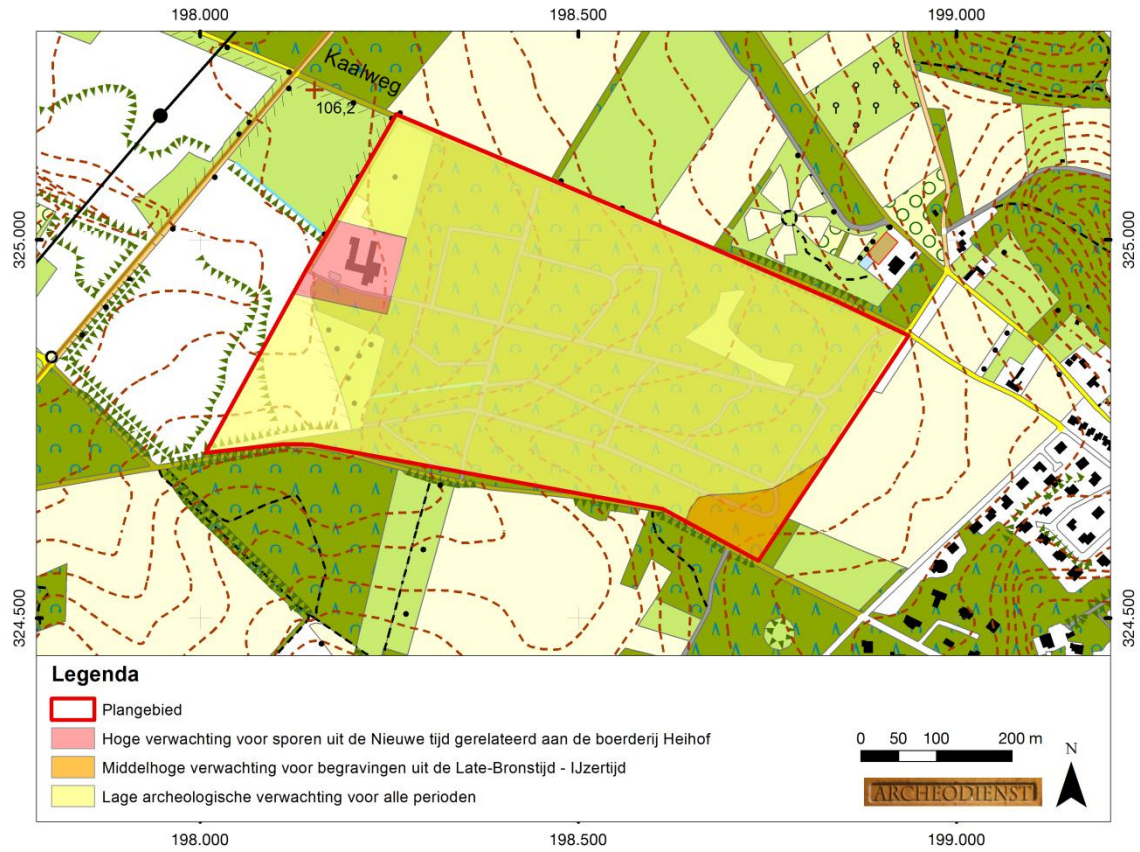 198.000 198.500 199.000
Kaalweg
106,2
325.000 325.000
324.500 324.500
Legenda
Plangebied
Hoge verwachting voor sporen uit de Nieuwe tijd gerelateerd aan de boerderij Heihof
Middelhoge verwachting voor begravingen uit de Late-Bronstijd - IJzertijd
Lage archeologische verwachting voor alle perioden
0 50 100 200 m
N
ARCHEODIENST
198.000 198.500 199.000